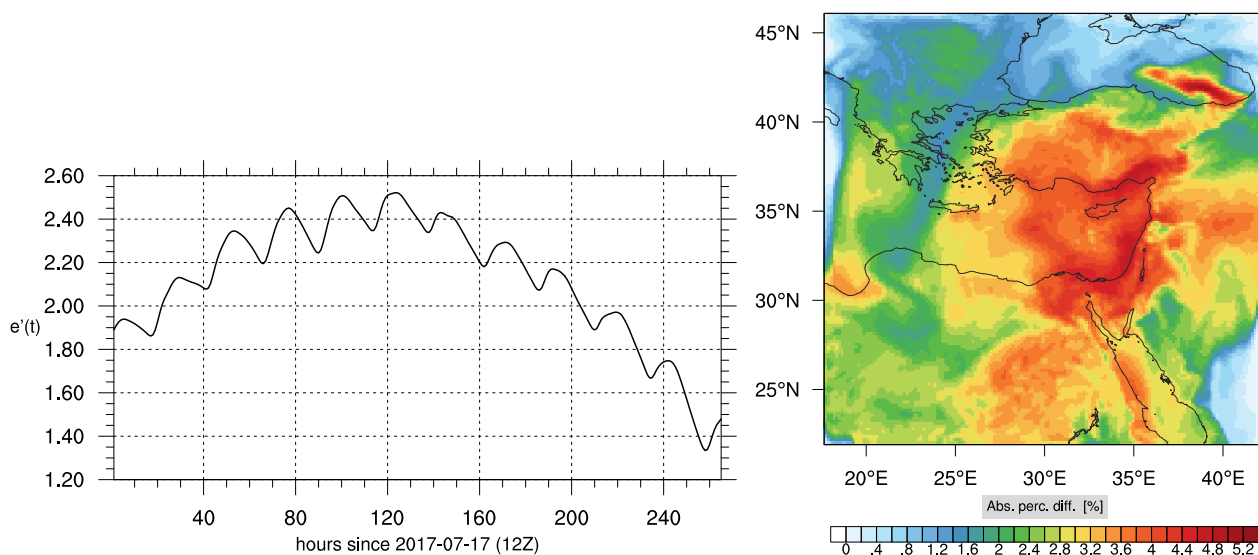 2.60
2.40
2.20
2.00
1.80
1.60
1.40
1.20
e'(t)
40 80 120 160 200 240
hours since 2017-07-17 (12Z)
45°N
40°N
35°N
30°N
25°N
20°E 25°E 30°E 35°E 40°E
Abs. perc. diff. [%]
0 .4 .8 1.2 1.6 2 2.4 2.8 3.2 3.6 4 4.4 4.8 5.2